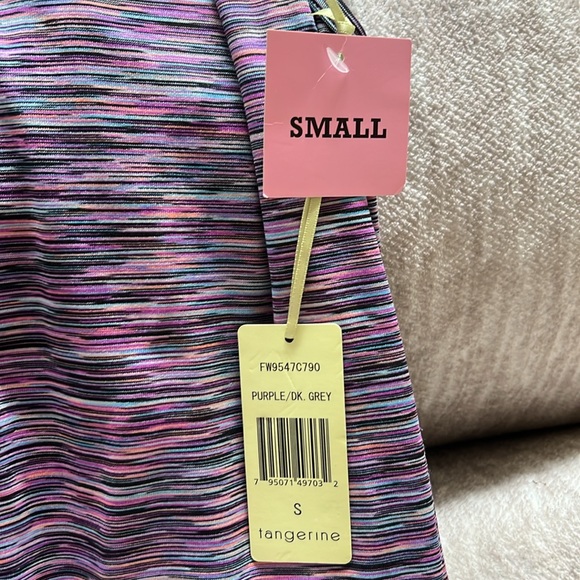 SMALL
FW9547C790
PURPLE/DK. GREY
7 95071 49703 2
S
tangerine